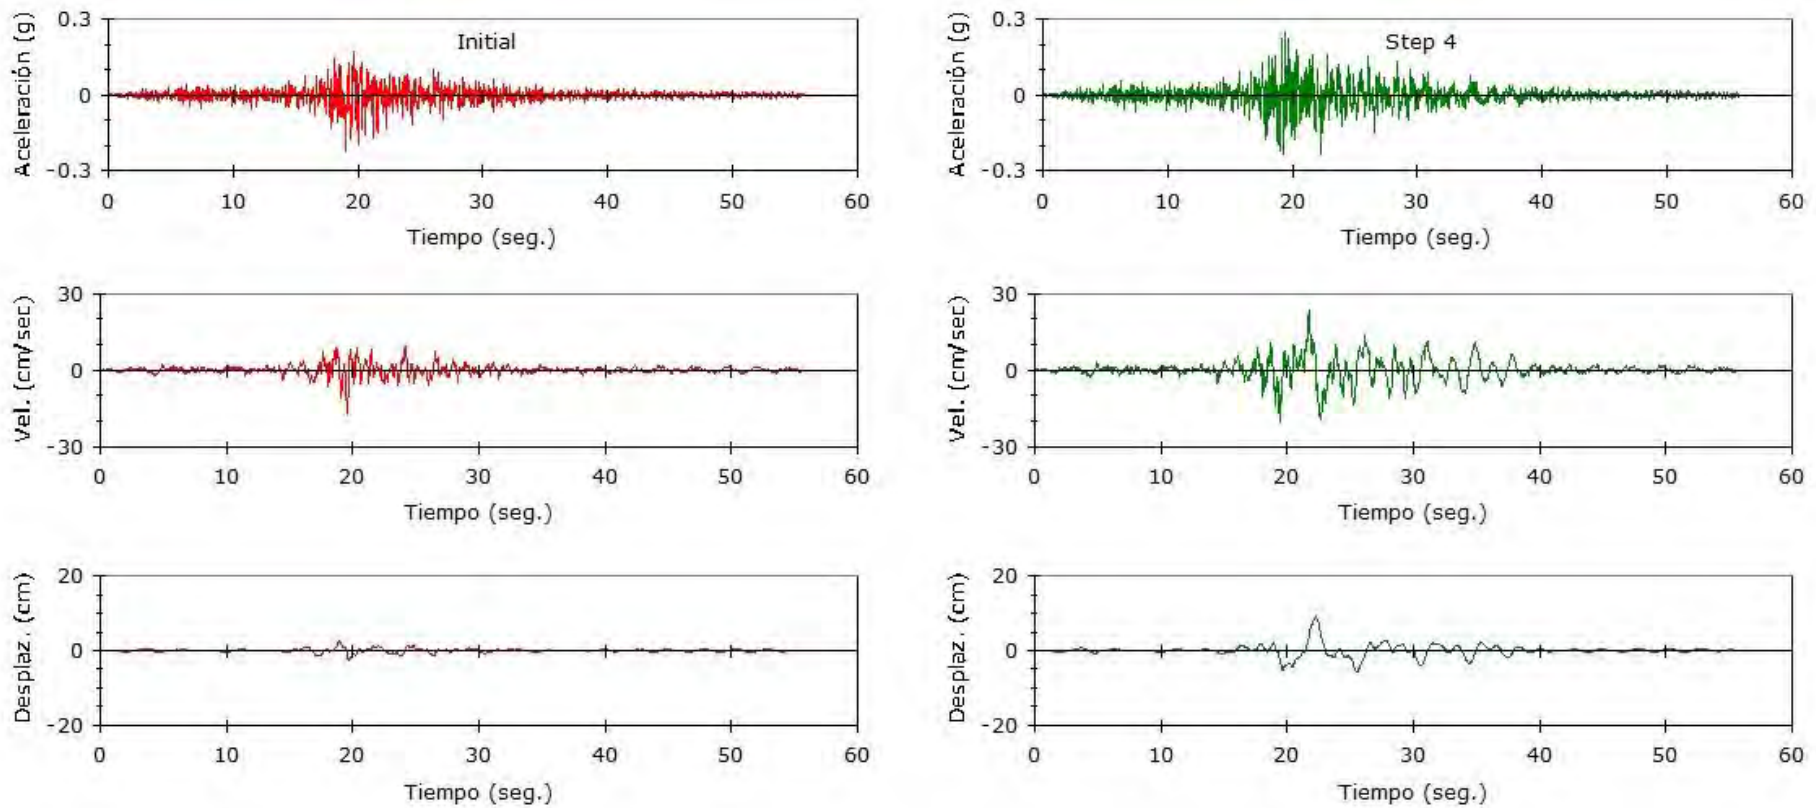 Aceleración (g)
0.3
0
-0.3
Initial
0 10 20 30 40 50 60
Tiempo (seg.)
Aceleración (g)
0.3
0
-0.3
Step 4
0 10 20 30 40 50 60
Tiempo (seg.)
Vel. (cm/sec)
30
0
-30
0 10 20 30 40 50 60
Tiempo (seg.)
Vel. (cm/sec)
30
0
-30
0 10 20 30 40 50 60
Tiempo (seg.)
Desplaz. (cm)
20
0
-20
0 10 20 30 40 50 60
Tiempo (seg.)
Desplaz. (cm)
20
0
-20
0 10 20 30 40 50 60
Tiempo (seg.)